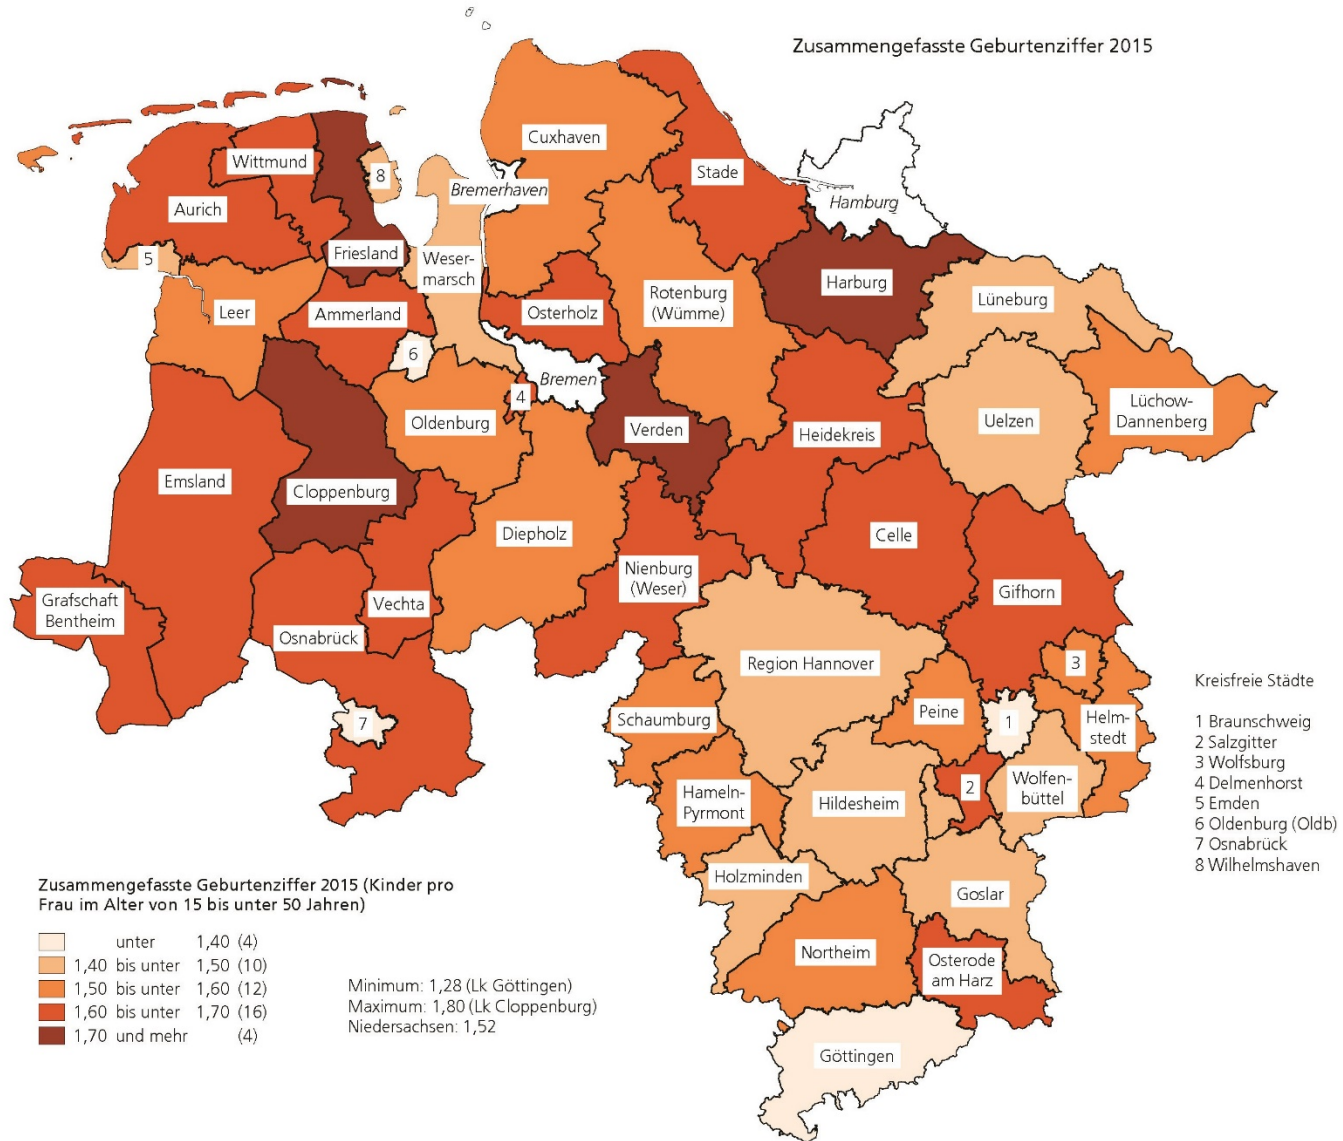 Zusammengefasste Geburtenziffer 2015
Cuxhaven
Wittmund
8
Bremerhaven
Stade
Hamburg
Aurich
5
Friesland
Weser-
marsch
Harburg
Lüneburg
Leer
Ammerland
Osterholz
Rotenburg
(Wümme)
6
Bremen
4
Oldenburg
Verden
Heidekreis
Uelzen
Lüchow-
Dannenberg
Emsland
Cloppenburg
Diepholz
Celle
Nienburg
(Weser)
Gifhorn
Grafschaft
Bentheim
Vechta
Osnabrück
Region Hannover
3
7
Schaumburg
Peine
1
Helm-
stedt
Kreisfreie Städte
1 Braunschweig
2 Salzgitter
3 Wolfsburg
4 Delmenhorst
5 Emden
6 Oldenburg (Oldb)
7 Osnabrück
8 Wilhelmshaven
Hameln-
Pyrmont
Hildesheim
2
Wolfen-
büttel
Holzminden
Goslar
Northeim
Osterode
am Harz
Göttingen
Zusammengefasste Geburtenziffer 2015 (Kinder pro
Frau im Alter von 15 bis unter 50 Jahren)
unter 1,40 (4)
1,40 bis unter 1,50 (10)
1,50 bis unter 1,60 (12)
1,60 bis unter 1,70 (16)
1,70 und mehr (4)
Minimum: 1,28 (Lk Göttingen)
Maximum: 1,80 (Lk Cloppenburg)
Niedersachsen: 1,52